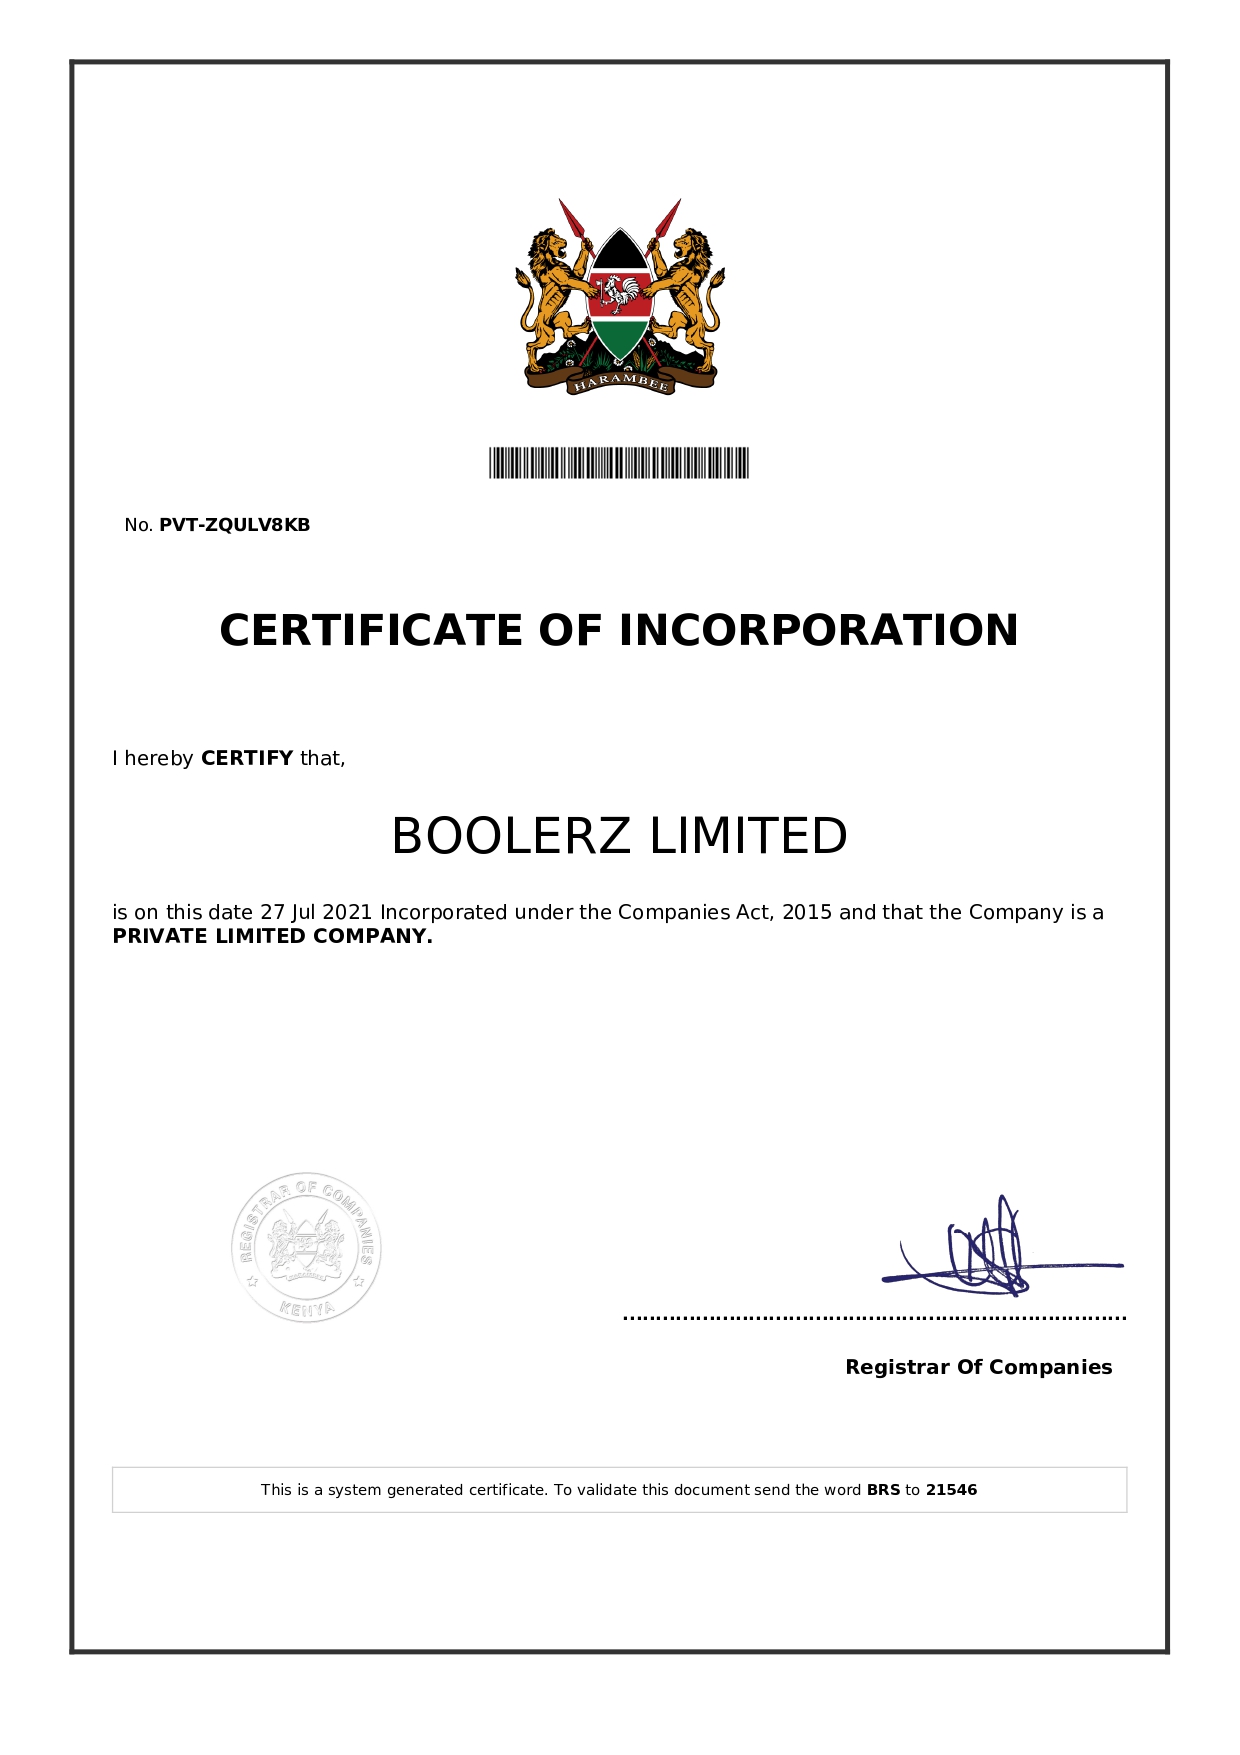 HARAMBEE
No. PVT-ZQULV8KB
CERTIFICATE OF INCORPORATION
I hereby CERTIFY that,
BOOLERZ LIMITED
is on this date 27 Jul 2021 Incorporated under the Companies Act, 2015 and that the Company is a
PRIVATE LIMITED COMPANY.
REGISTRAR OF COMPANIES
KENYA
Registrar Of Companies
This is a system generated certificate. To validate this document send the word BRS to 21546